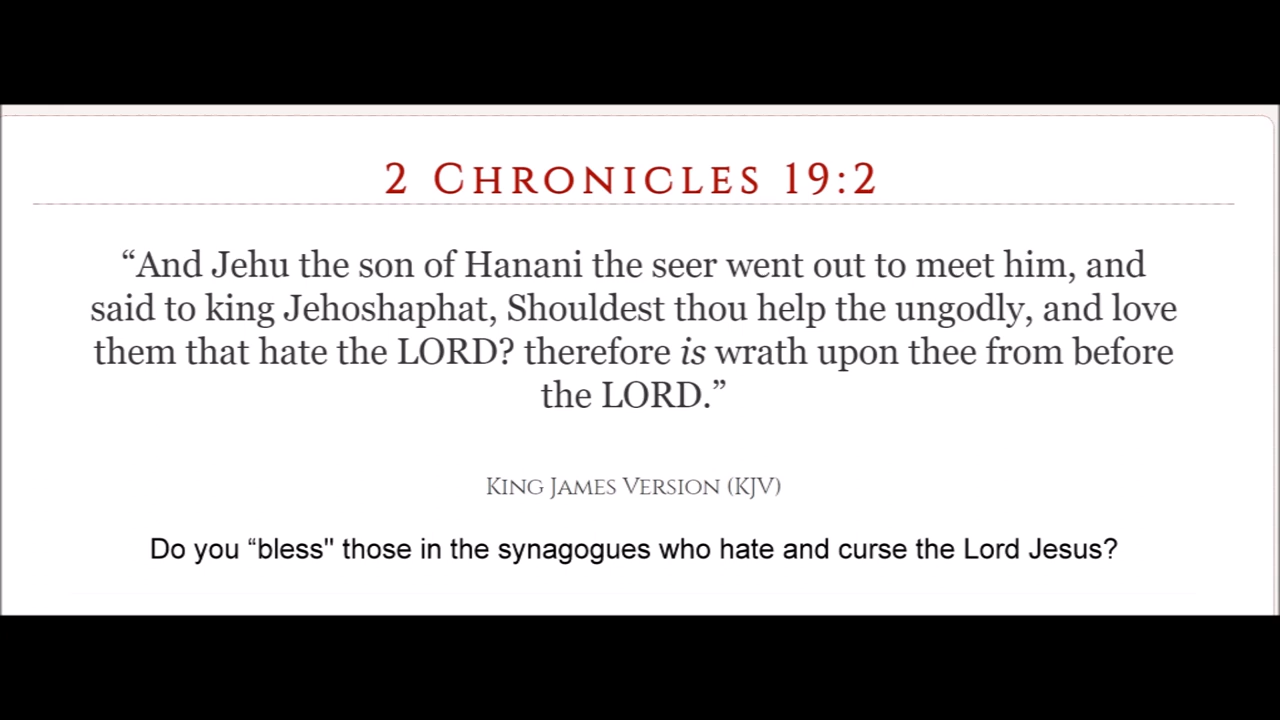 2 CHRONICLES 19:2
“And Jehu the son of Hanani the seer went out to meet him, and
said to king Jehoshaphat, Shouldest thou help the ungodly, and love
them that hate the LORD? therefore is wrath upon thee from before
the LORD.”
KING JAMES VERSION (KJV)
Do you “bless" those in the synagogues who hate and curse the Lord Jesus?